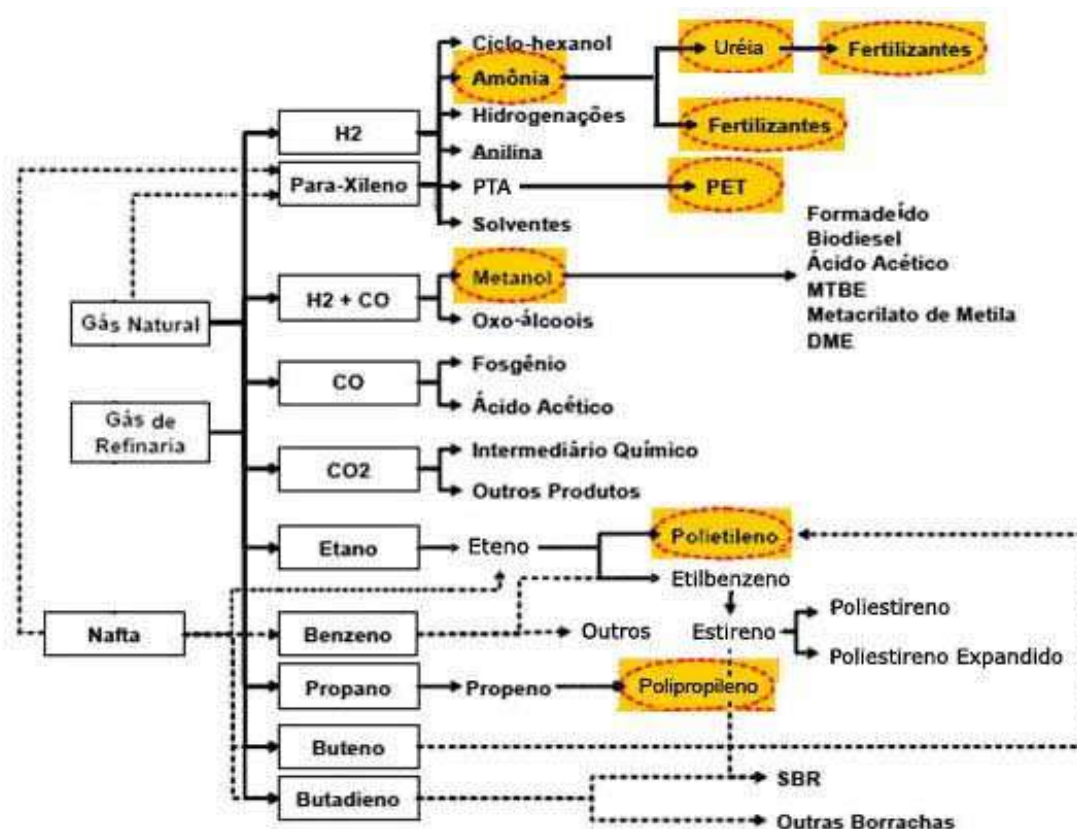 Ciclo-hexanol
Amônia
Uréia
Fertilizantes
Hidrogenações
Fertilizantes
H2
Anilina
Para-Xileno
PTA
PET
Solventes
Formadeído
Biodiesel
Ácido Acético
MTBE
Metacrilato de Metila
DME
Metanol
H2 + CO
Oxo-álcoois
Gás Natural
Fosgênio
CO
Ácido Acético
Gás de
Refinaria
Intermediário Químico
CO2
Outros Produtos
Etano
Eteno
Polietileno
Etilbenzeno
Nafta
Benzeno
Outros
Estireno
Poliestireno
Poliestireno Expandido
Propano
Propeno
Polipropileno
Buteno
SBR
Butadieno
Outras Borrachas